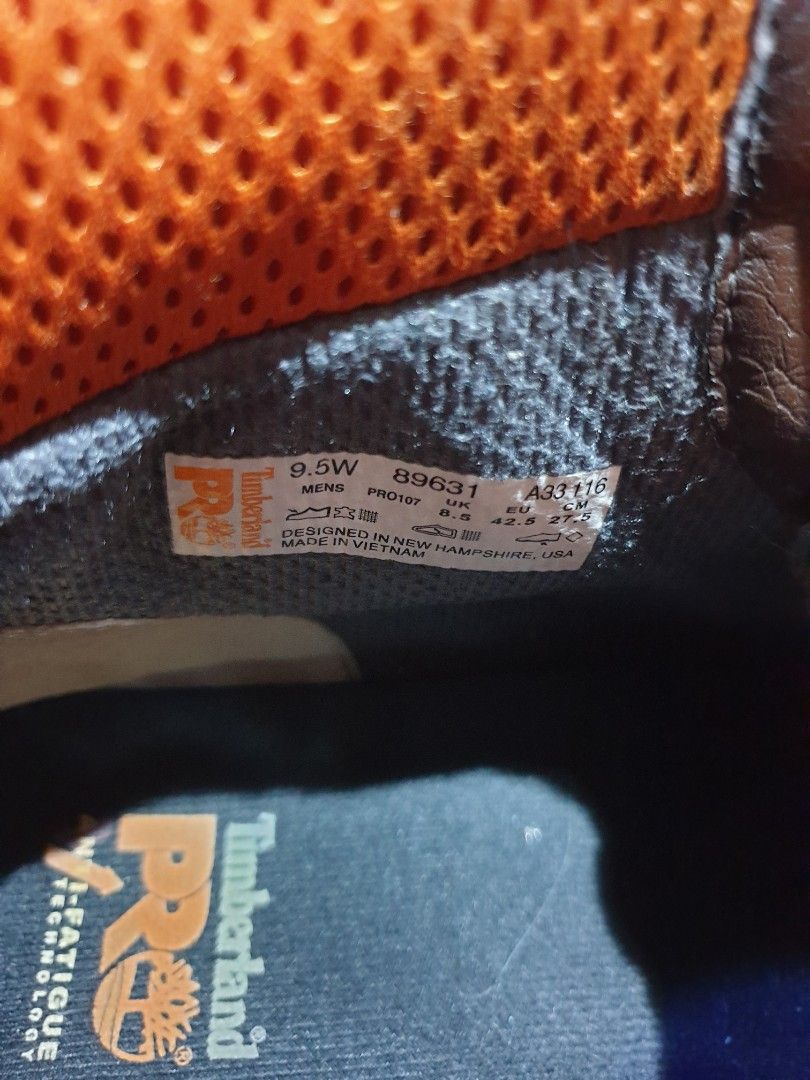 Timberland
PRO®
9.5W 89631 A33116
MENS PRO107 UK EU CM
8.5 42.5 27.5
DESIGNED IN NEW HAMPSHIRE, USA
MADE IN VIETNAM
Timberland®
PRO®
ANTI-FATIGUE
TECHNOLOGY